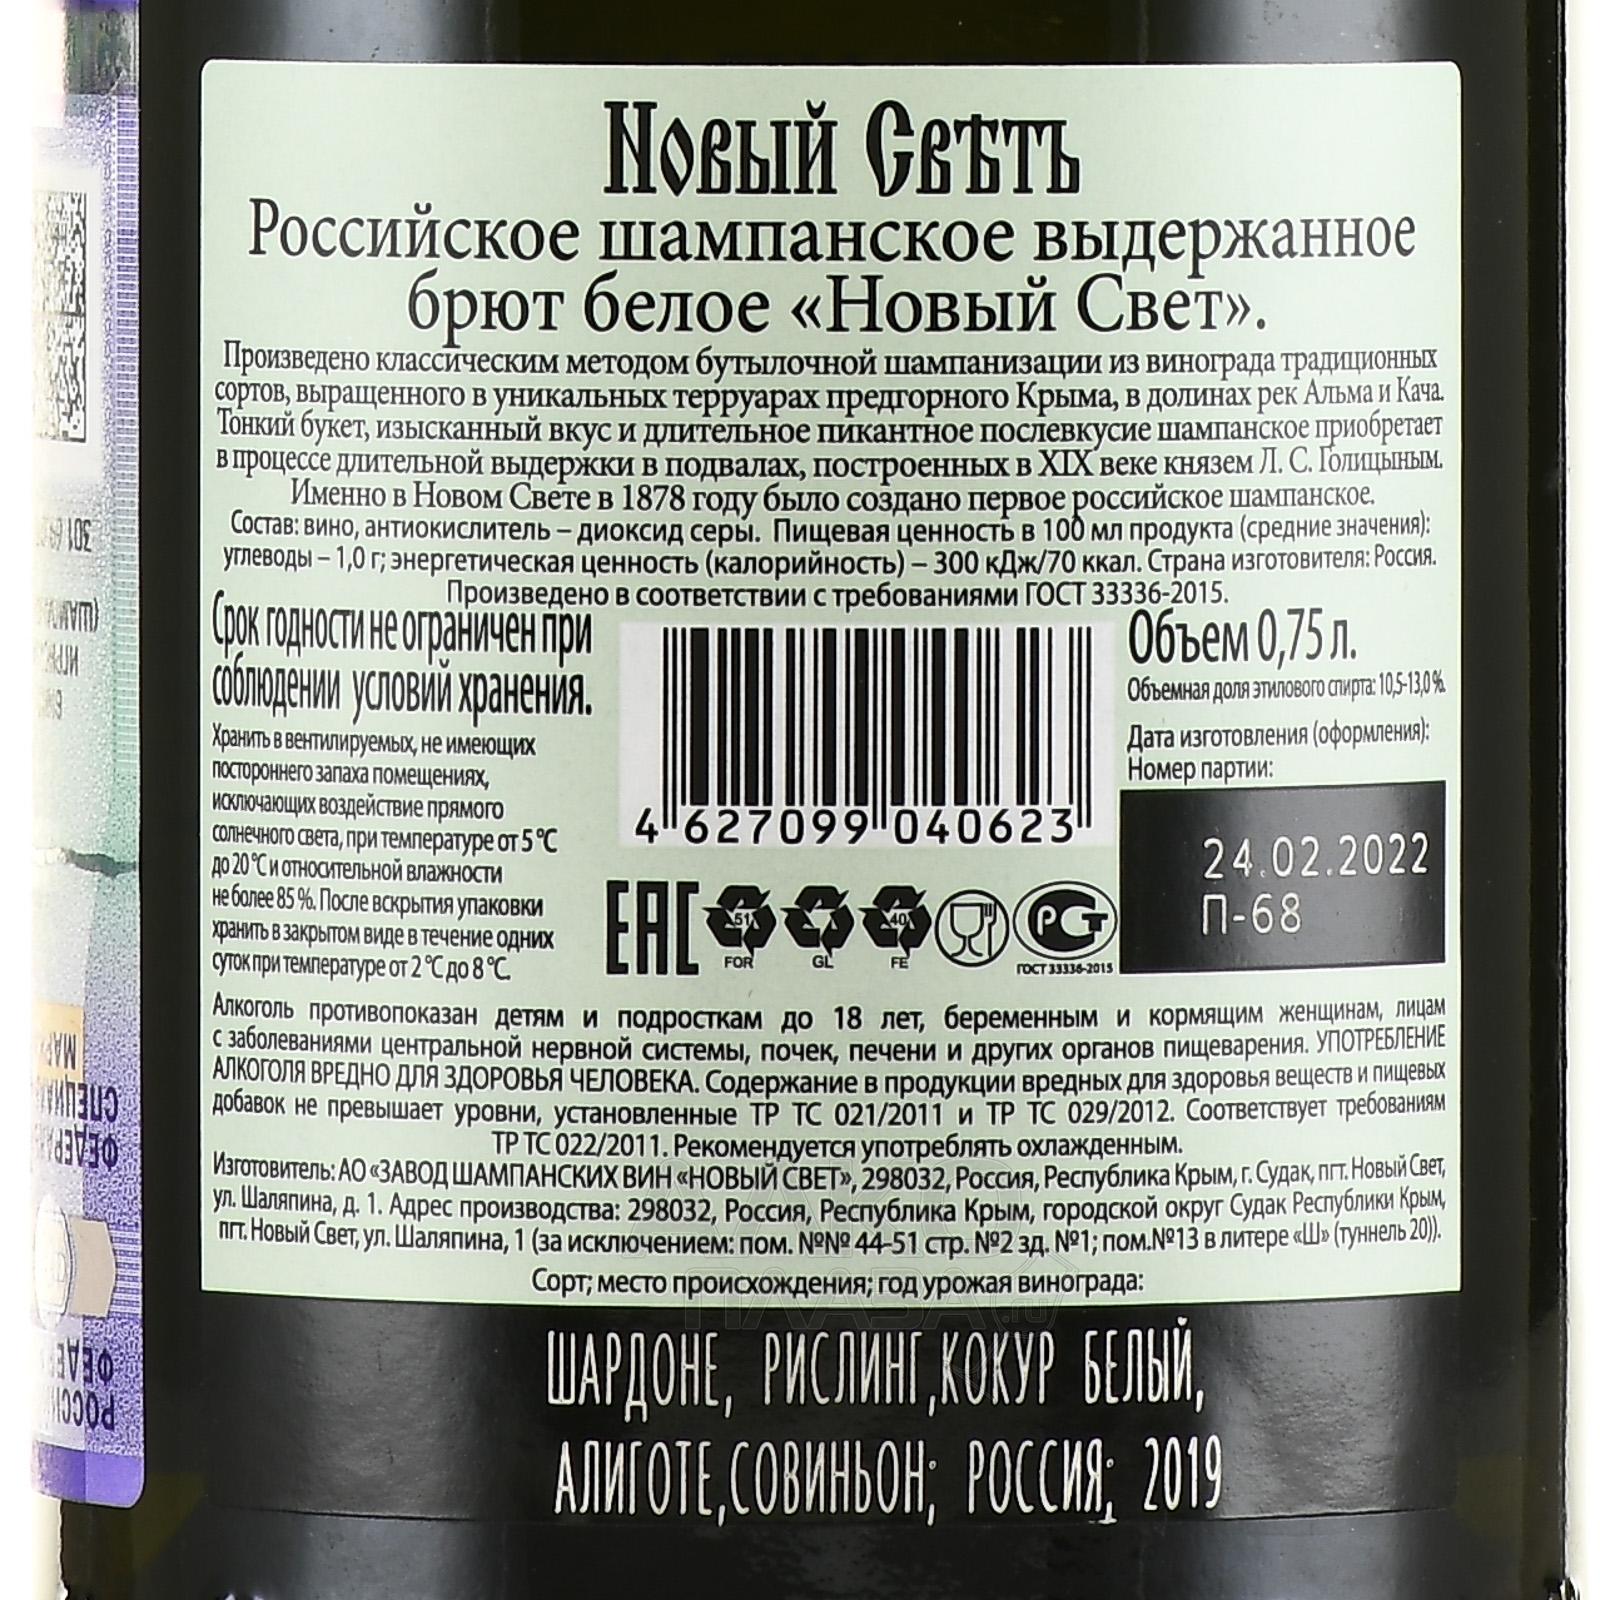 Новый Свѣтъ
Российское шампанское выдержанное
брют белое «Новый Свет».
Произведено классическим методом бутылочной шампанизации из винограда традиционных
сортов, выращенного в уникальных терруарах предгорного Крыма, в долинах рек Альма и Кача.
Тонкий букет, изысканный вкус и длительное пикантное послевкусие шампанское приобретает
в процессе длительной выдержки в подвалах, построенных в XIX веке князем Л. С. Голицыным.
Именно в Новом Свете в 1878 году было создано первое российское шампанское.
Состав: вино, антиокислитель – диоксид серы. Пищевая ценность в 100 мл продукта (средние значения):
углеводы – 1,0 г; энергетическая ценность (калорийность) – 300 кДж/70 ккал. Страна изготовителя: Россия.
Произведено в соответствии с требованиями ГОСТ 33336-2015.
Срок годности не ограничен при
соблюдении условий хранения.
Хранить в вентилируемых, не имеющих
постороннего запаха помещениях,
исключающих воздействие прямого
солнечного света, при температуре от 5 °С
до 20 °С и относительной влажности
не более 85 %. После вскрытия упаковки
хранить в закрытом виде в течение одних
суток при температуре от 2 °С до 8 °С.
4 627099 040623
Объем 0,75 л.
Объемная доля этилового спирта: 10,5-13,0 %.
Дата изготовления (оформления):
Номер партии:
24.02.2022
П-68
ЕАС
51
FOR
GL
40
FE
РСТ
ГОСТ 33336-2015
Алкоголь противопоказан детям и подросткам до 18 лет, беременным и кормящим женщинам, лицам
с заболеваниями центральной нервной системы, почек, печени и других органов пищеварения. УПОТРЕБЛЕНИЕ
АЛКОГОЛЯ ВРЕДНО ДЛЯ ЗДОРОВЬЯ ЧЕЛОВЕКА. Содержание в продукции вредных для здоровья веществ и пищевых
добавок не превышает уровни, установленные ТР ТС 021/2011 и ТР ТС 029/2012. Соответствует требованиям
ТР ТС 022/2011. Рекомендуется употреблять охлажденным.
Изготовитель: АО «ЗАВОД ШАМПАНСКИХ ВИН «НОВЫЙ СВЕТ», 298032, Россия, Республика Крым, г. Судак, пгт. Новый Свет,
ул. Шаляпина, д. 1. Адрес производства: 298032, Россия, Республика Крым, городской округ Судак Республики Крым,
пгт. Новый Свет, ул. Шаляпина, 1 (за исключением: пом. №№ 44-51 стр. №2 зд. №1; пом.№13 в литере «Ш» (туннель 20)).
Сорт; место происхождения; год урожая винограда:
ШАРДОНЕ, РИСЛИНГ,КОКУР БЕЛЫЙ,
АЛИГОТЕ,СОВИНЬОН; РОССИЯ; 2019